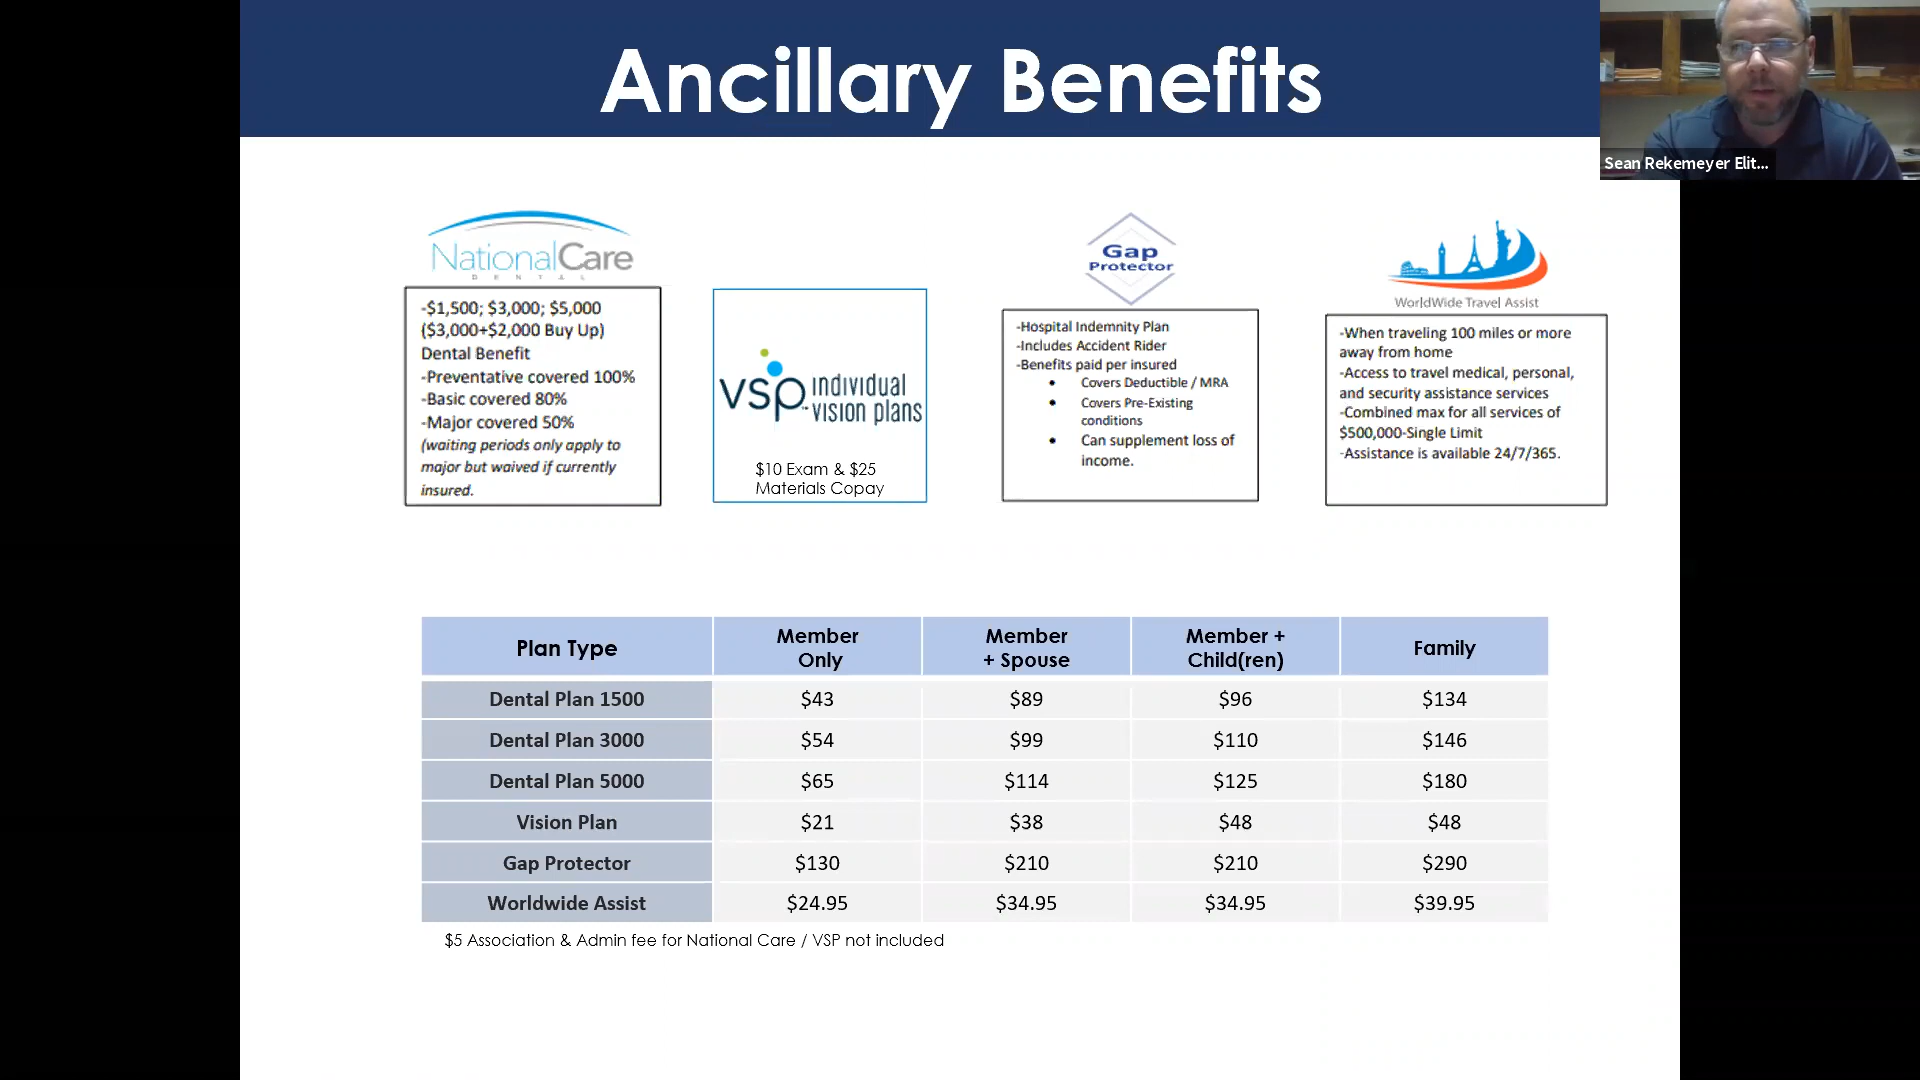 Ancillary Benefits
Sean Rekemeyer Elit...
NationalCare
DENTAL
-$1,500; $3,000; $5,000
($3,000+$2,000 Buy Up)
Dental Benefit
-Preventative covered 100%
-Basic covered 80%
-Major covered 50%
(waiting periods only apply to
major but waived if currently
insured.
vsp individual
vision plans
$10 Exam & $25
Materials Copay
Gap
Protector
-Hospital Indemnity Plan
-Includes Accident Rider
-Benefits paid per insured
• Covers Deductible / MRA
• Covers Pre-Existing
conditions
• Can supplement loss of
income.
WorldWide Travel Assist
-When traveling 100 miles or more
away from home
-Access to travel medical, personal,
and security assistance services
-Combined max for all services of
$500,000-Single Limit
-Assistance is available 24/7/365.
Plan Type Member Only Member + Spouse Member + Child(ren) Family
Dental Plan 1500 $43 $89 $96 $134
Dental Plan 3000 $54 $99 $110 $146
Dental Plan 5000 $65 $114 $125 $180
Vision Plan $21 $38 $48 $48
Gap Protector $130 $210 $210 $290
Worldwide Assist $24.95 $34.95 $34.95 $39.95
$5 Association & Admin fee for National Care / VSP not included